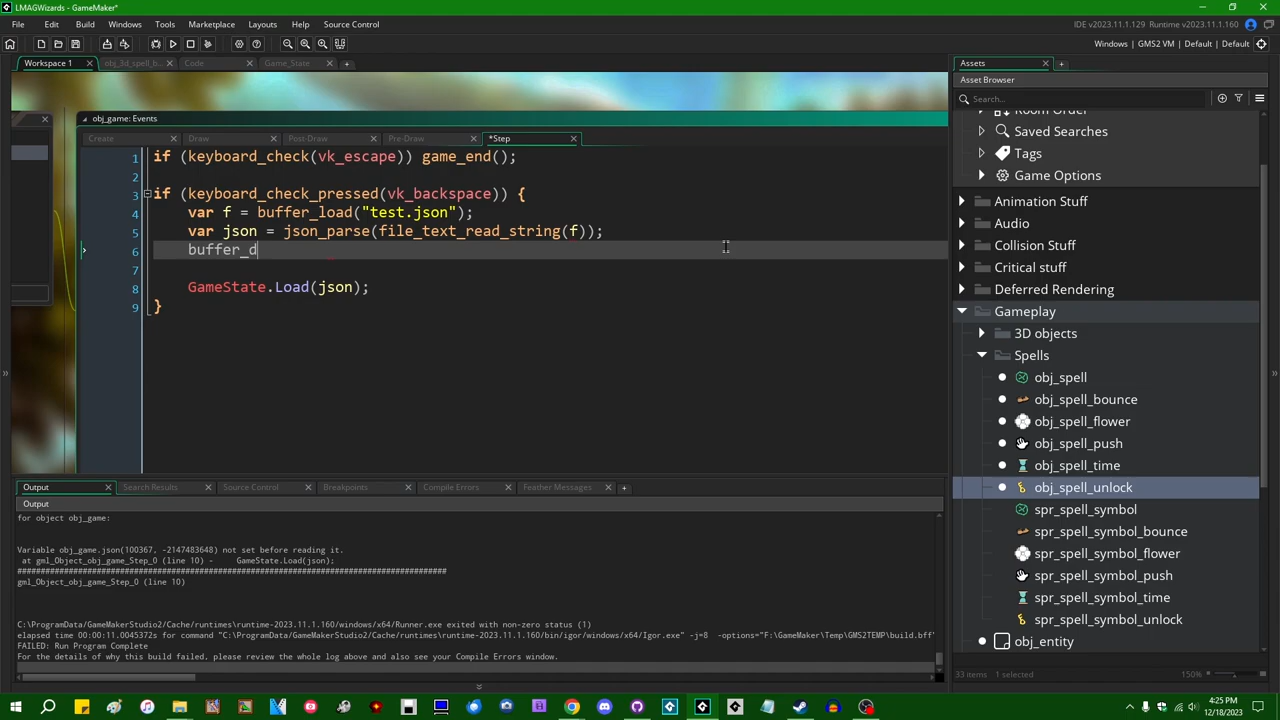 LMAGWizards - GameMaker*
File Edit Build Windows Tools Marketplace Layouts Help Source Control
IDE v2023.11.1.129 Runtime v2023.11.1.160
Windows | GMS2 VM | Default | Default
Workspace 1 obj_3d_spell_b... Code Game_State
obj_game: Events
Create Draw Post-Draw Pre-Draw *Step
1 if (keyboard_check(vk_escape)) game_end();
2
3 if (keyboard_check_pressed(vk_backspace)) {
4 var f = buffer_load("test.json");
5 var json = json_parse(file_text_read_string(f));
6 buffer_d
7
8 GameState.Load(json);
9 }
Output Search Results Source Control Breakpoints Compile Errors Feather Messages
Output
for object obj_game:
Variable obj_game.json(100367, -2147483648) not set before reading it.
at gml_Object_obj_game_Step_0 (line 10) - GameState.Load(json);
############################################################################################
gml_Object_obj_game_Step_0 (line 10)
C:\ProgramData/GameMakerStudio2/Cache/runtimes\runtime-2023.11.1.160/windows/x64/Runner.exe exited with non-zero status (1)
elapsed time 00:00:11.0045372s for command "C:\ProgramData/GameMakerStudio2/Cache/runtimes\runtime-2023.11.1.160/bin/igor/windows/x64/Igor.exe" -j=8 -options="F:\GameMaker\Temp\GMS2TEMP\build.bff"
FAILED: Run Program Complete
For the details of why this build failed, please review the whole log above and also see your Compile Errors window.
Assets
Asset Browser
Search...
Room Order
Saved Searches
Tags
Game Options
Animation Stuff
Audio
Collision Stuff
Critical stuff
Deferred Rendering
Gameplay
3D objects
Spells
obj_spell
obj_spell_bounce
obj_spell_flower
obj_spell_push
obj_spell_time
obj_spell_unlock
spr_spell_symbol
spr_spell_symbol_bounce
spr_spell_symbol_flower
spr_spell_symbol_push
spr_spell_symbol_time
spr_spell_symbol_unlock
obj_entity
33 items 1 selected 150%
4:25 PM
12/18/2023